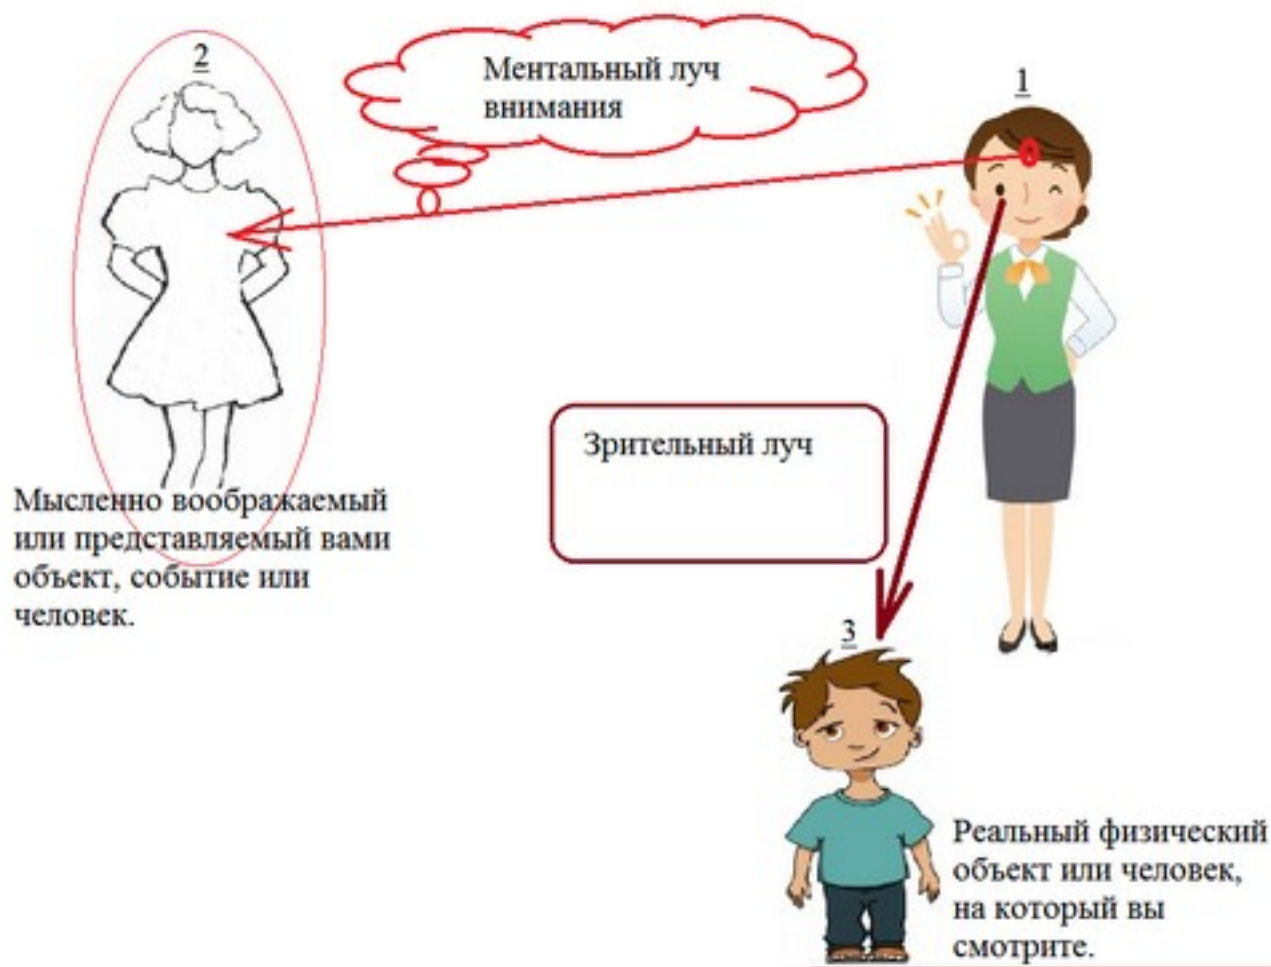 2
Ментальный луч
внимания
1
Зрительный луч
Мысленно воображаемый
или представляемый вами
объект, событие или
человек.
3
Реальный физический
объект или человек,
на который вы
смотрите.